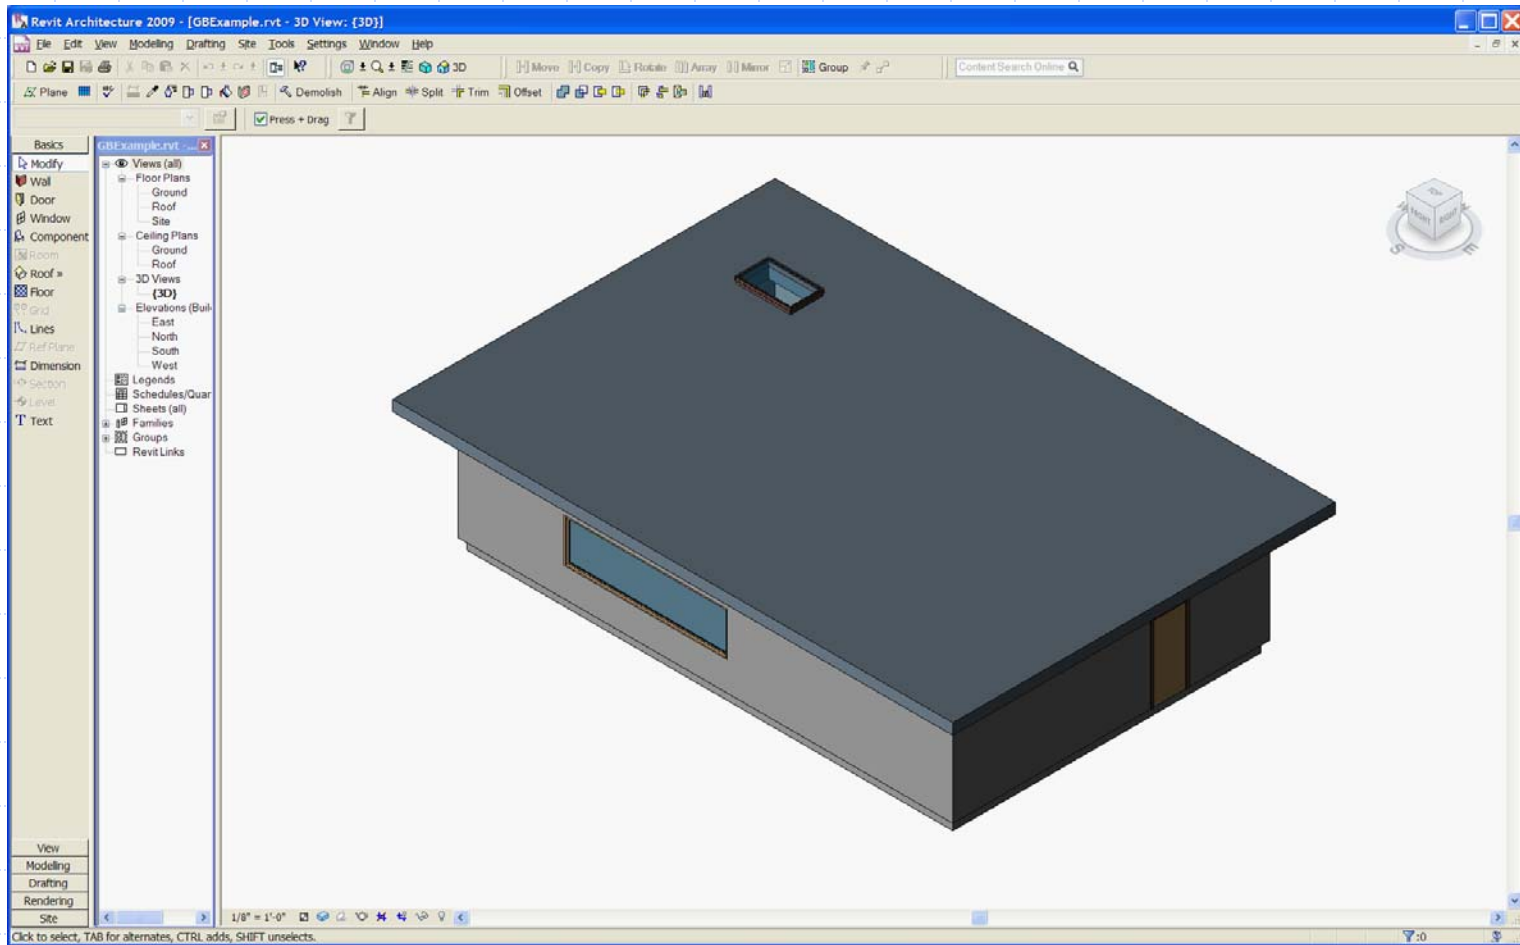 Revit Architecture 2009 - [GBExample.rvt - 3D View: {3D}]
File Edit View Modeling Drafting Site Tools Settings Window Help
3D Move Copy Rotate Array Mirror Group Content Search Online
Plane Demolish Align Split Trim Offset
Press + Drag
Basics
Modify
Wall
Door
Window
Component
Room
Roof »
Floor
Grid
Lines
Ref Plane
Dimension
Section
Level
Text
View
Modeling
Drafting
Rendering
Site
GBExample.rvt - ...
Views (all)
Floor Plans
Ground
Roof
Site
Ceiling Plans
Ground
Roof
3D Views
{3D}
Elevations (Buil
East
North
South
West
Legends
Schedules/Quar
Sheets (all)
Families
Groups
Revit Links
TOP
FRONT RIGHT
S E
1/8" = 1'-0"
Click to select, TAB for alternates, CTRL adds, SHIFT unselects.
:0